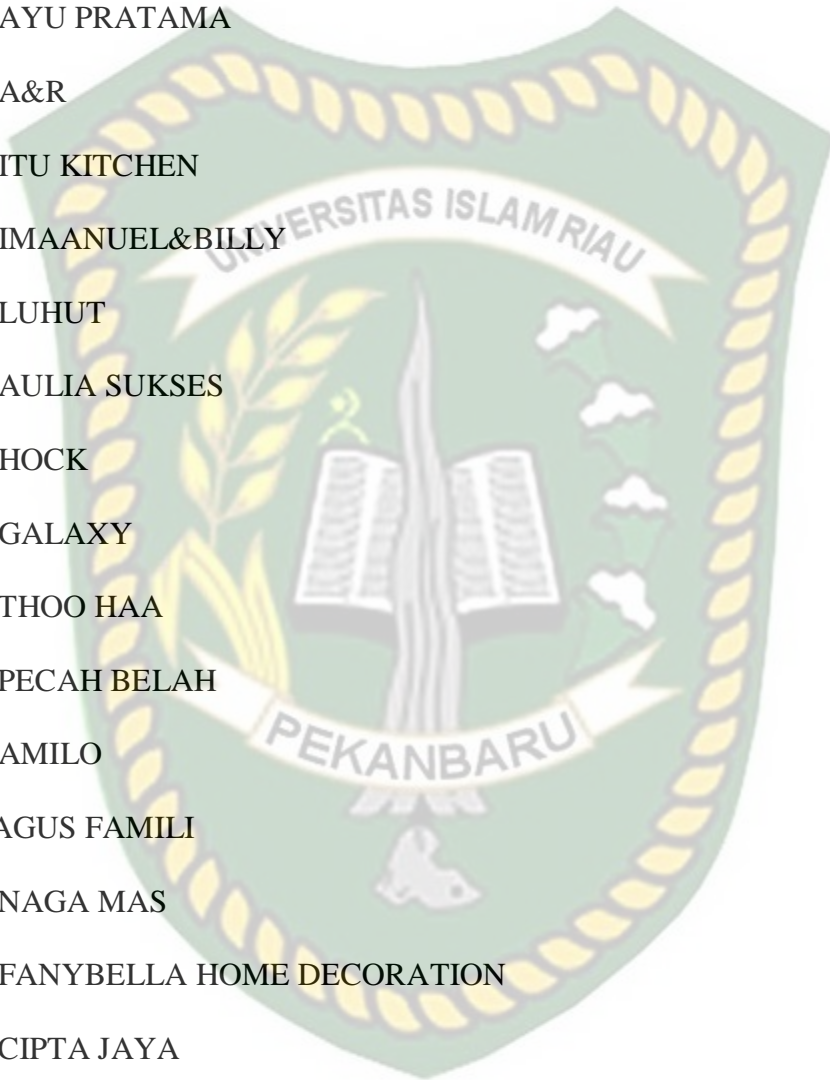 AYU PRATAMA
A&R
ITU KITCHEN
UNIVERSITAS ISLAM RIAU
IMAANUEL&BILLY
LUHUT
AULIA SUKSES
HOCK
GALAXY
THOO HAA
PECAH BELAH
PEKANBARU
AMILO
AGUS FAMILI
NAGA MAS
FANYBELLA HOME DECORATION
CIPTA JAYA